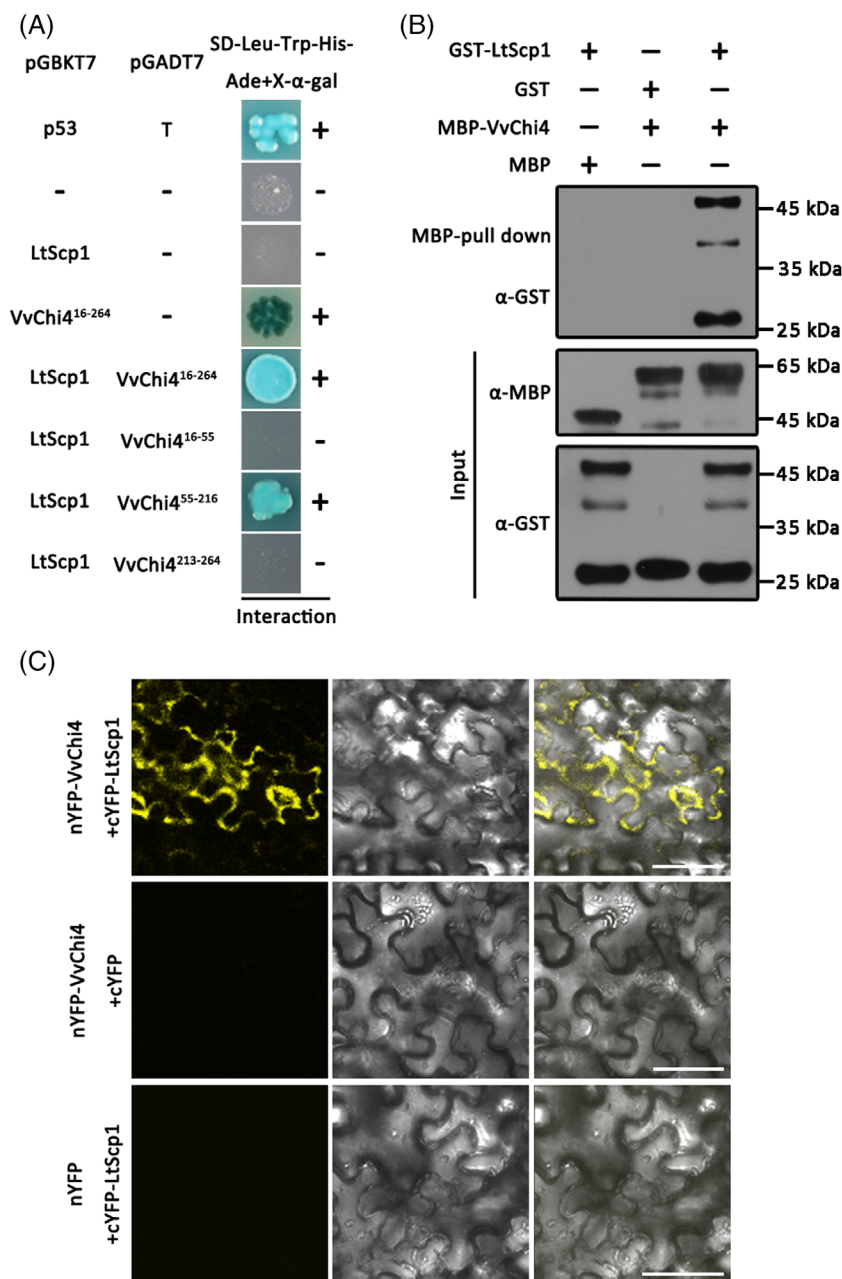 (A)
pGBKT7 pGADT7 SD-Leu-Trp-His-
Ade+X-α-gal
p53 T +
- - -
LtScp1 - -
VvChi416-264 - +
LtScp1 VvChi416-264 +
LtScp1 VvChi416-55 -
LtScp1 VvChi455-216 +
LtScp1 VvChi4213-264 -
Interaction
(B)
GST-LtScp1 + − +
GST − + −
MBP-VvChi4 − + +
MBP + − −
MBP-pull down
α-GST
45 kDa
35 kDa
25 kDa
Input
α-MBP
65 kDa
45 kDa
α-GST
45 kDa
35 kDa
25 kDa
(C)
nYFP-VvChi4
+cYFP-LtScp1
nYFP-VvChi4
+cYFP
nYFP
+cYFP-LtScp1